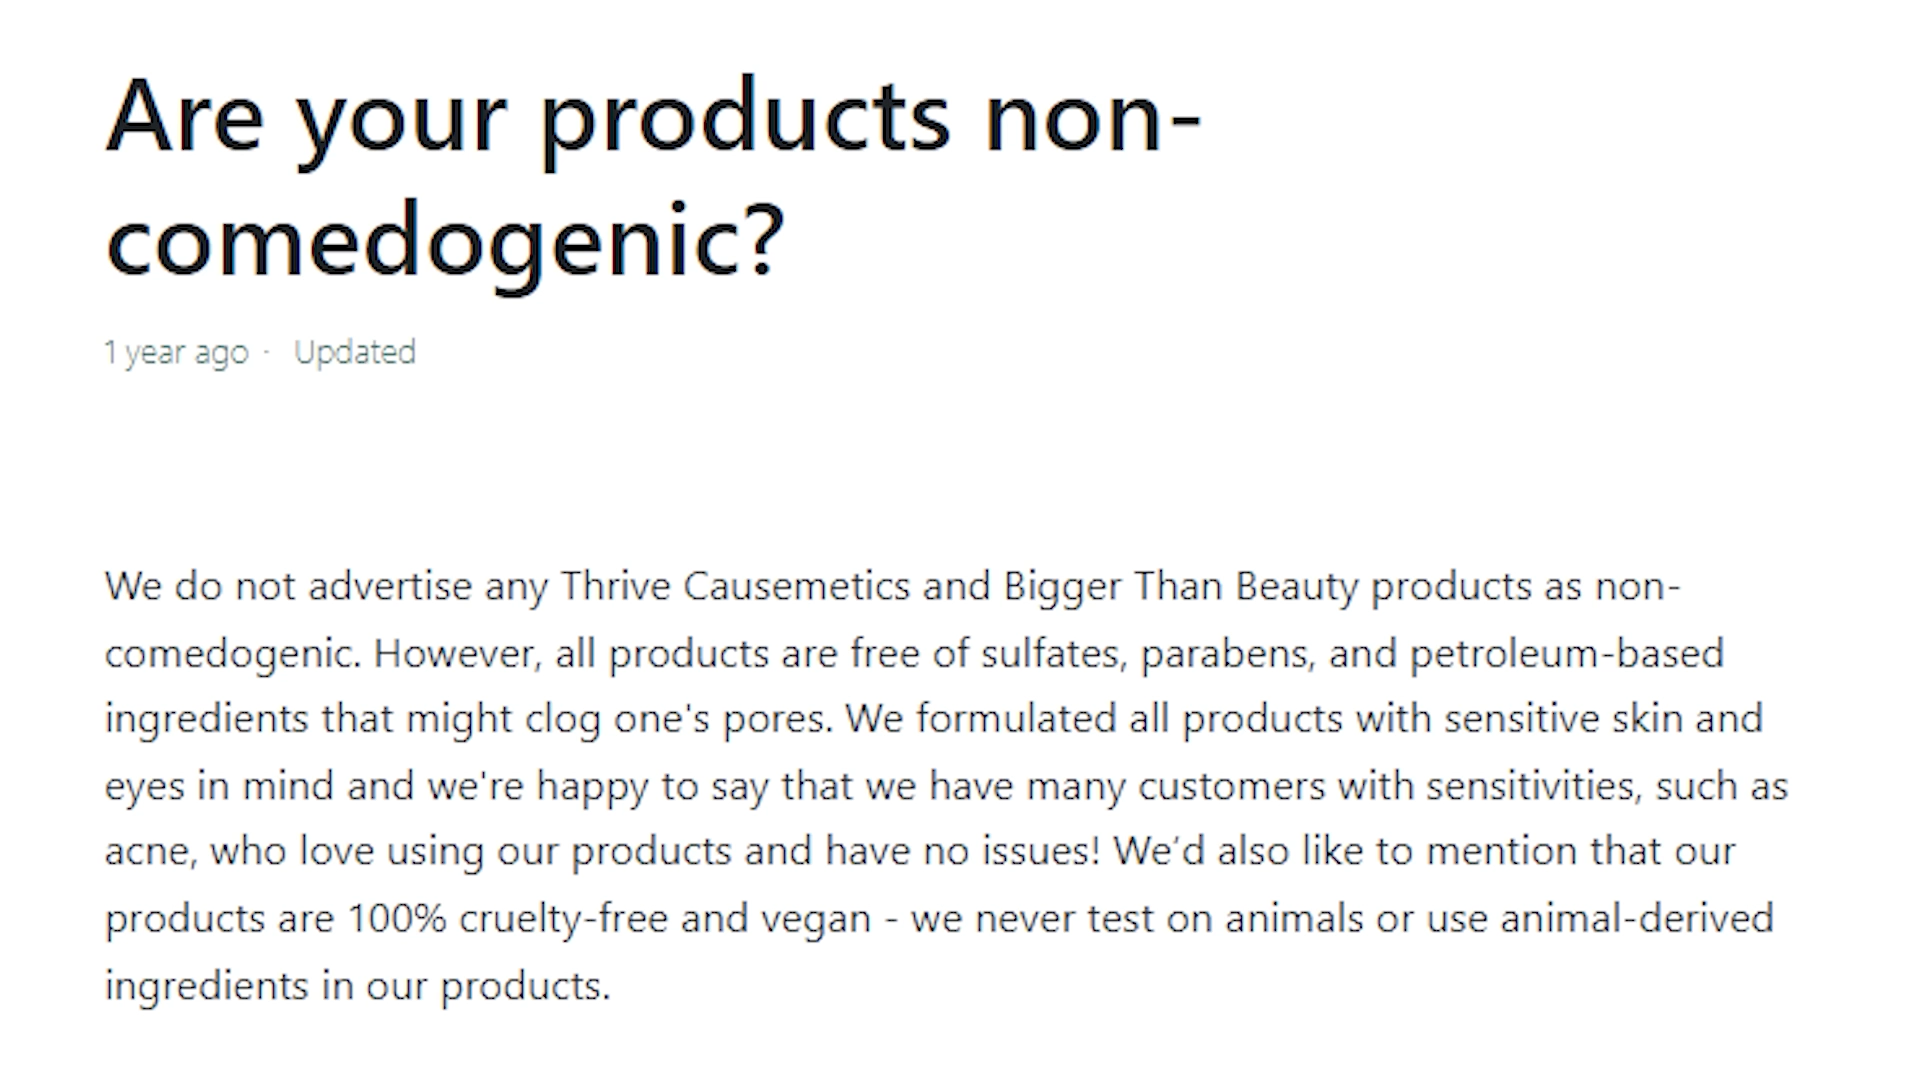 Are your products non-
comedogenic?
1 year ago · Updated
We do not advertise any Thrive Causemetics and Bigger Than Beauty products as non-
comedogenic. However, all products are free of sulfates, parabens, and petroleum-based
ingredients that might clog one's pores. We formulated all products with sensitive skin and
eyes in mind and we're happy to say that we have many customers with sensitivities, such as
acne, who love using our products and have no issues! We’d also like to mention that our
products are 100% cruelty-free and vegan - we never test on animals or use animal-derived
ingredients in our products.